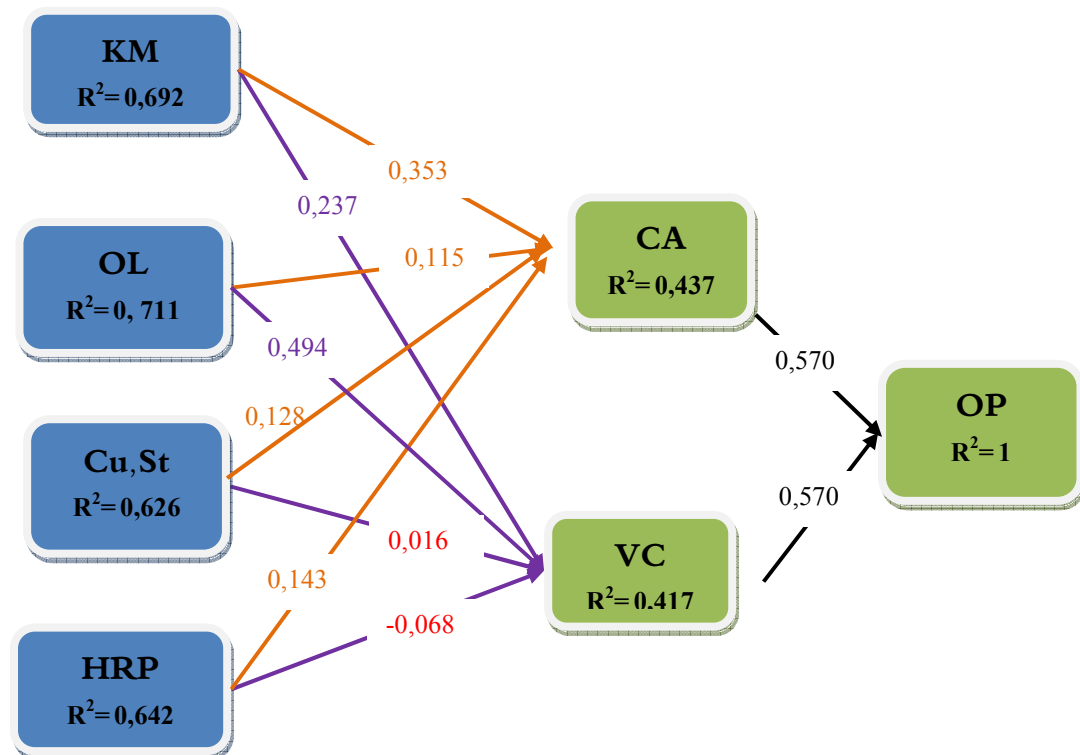 KM
R²= 0,692
0,353
0,237
CA
R²= 0,437
OL
R²= 0, 711
0,115
0,494
0,570
OP
R²= 1
0,128
Cu,St
R²= 0,626
0,570
0,016
VC
R²= 0.417
0,143
-0,068
HRP
R²= 0,642